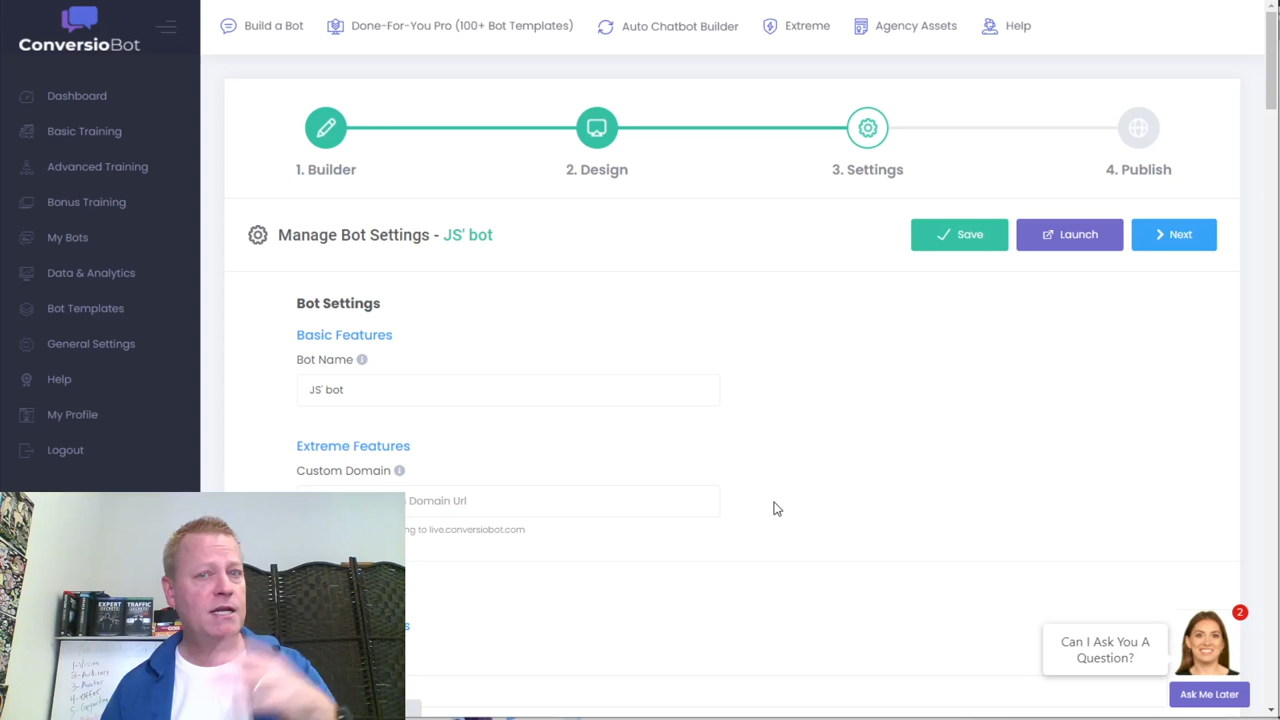 ConversioBot
Build a Bot
Done-For-You Pro (100+ Bot Templates)
Auto Chatbot Builder
Extreme
Agency Assets
Help
Dashboard
Basic Training
Advanced Training
Bonus Training
My Bots
Data & Analytics
Bot Templates
General Settings
Help
My Profile
Logout
1. Builder
2. Design
3. Settings
4. Publish
Manage Bot Settings - JS' bot
Save
Launch
Next
Bot Settings
Basic Features
Bot Name
JS' bot
Extreme Features
Custom Domain
Domain Url
to live.conversiobot.com
EXPERT
SECRETS
TRAFFIC
SECRETS
2
Can I Ask You A
Question?
Ask Me Later